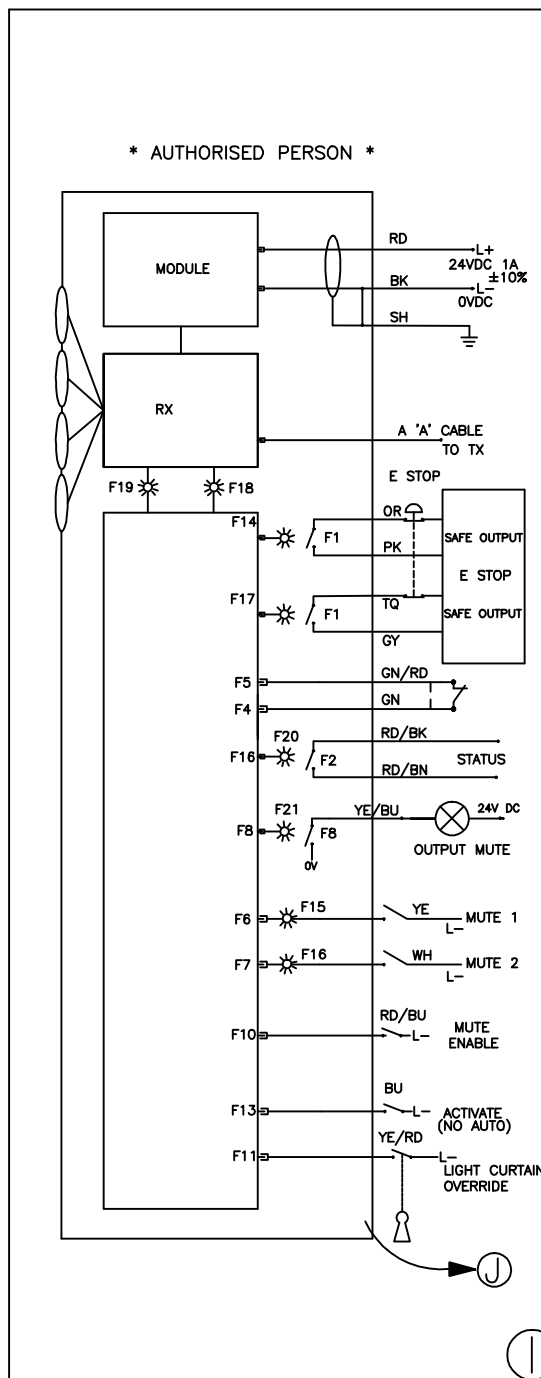 * AUTHORISED PERSON *
MODULE
RD
L+
24VDC 1A
±10%
BK
L-
0VDC
SH
RX
A 'A' CABLE
TO TX
F19
F18
E STOP
F14
OR
F1
PK
SAFE OUTPUT
E STOP
F17
F1
TQ
SAFE OUTPUT
GY
F5
GN/RD
F4
GN
F20
RD/BK
F16
F2
STATUS
RD/BN
F21
YE/BU
24V DC
F8
F8
0V
OUTPUT MUTE
F15
F6
YE
MUTE 1
L-
F16
F7
WH
MUTE 2
L-
RD/BU
F10
L-
MUTE
ENABLE
BU
F13
L-
ACTIVATE
(NO AUTO)
YE/RD
F11
L-
LIGHT CURTAIN
OVERRIDE
J
I